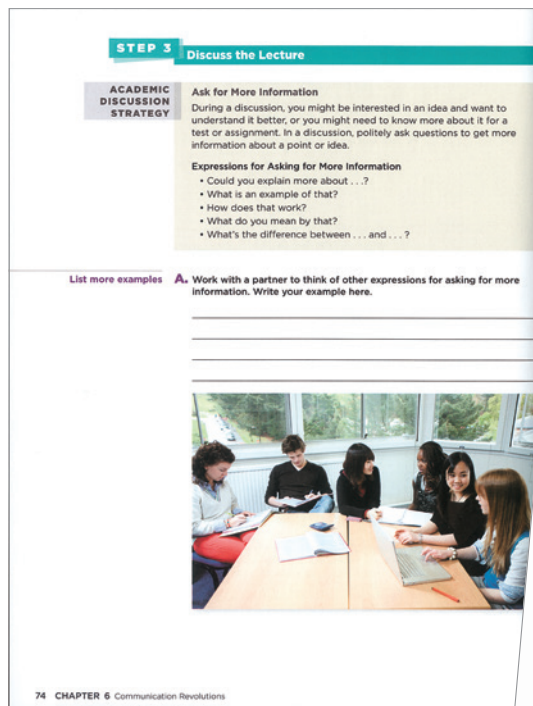 STEP 3 Discuss the Lecture
ACADEMIC
DISCUSSION
STRATEGY
Ask for More Information
During a discussion, you might be interested in an idea and want to
understand it better, or you might need to know more about it for a
test or assignment. In a discussion, politely ask questions to get more
information about a point or idea.
Expressions for Asking for More Information
• Could you explain more about . . .?
• What is an example of that?
• How does that work?
• What do you mean by that?
• What's the difference between . . . and . . . ?
List more examples
A. Work with a partner to think of other expressions for asking for more
information. Write your example here.
74 CHAPTER 6 Communication Revolutions